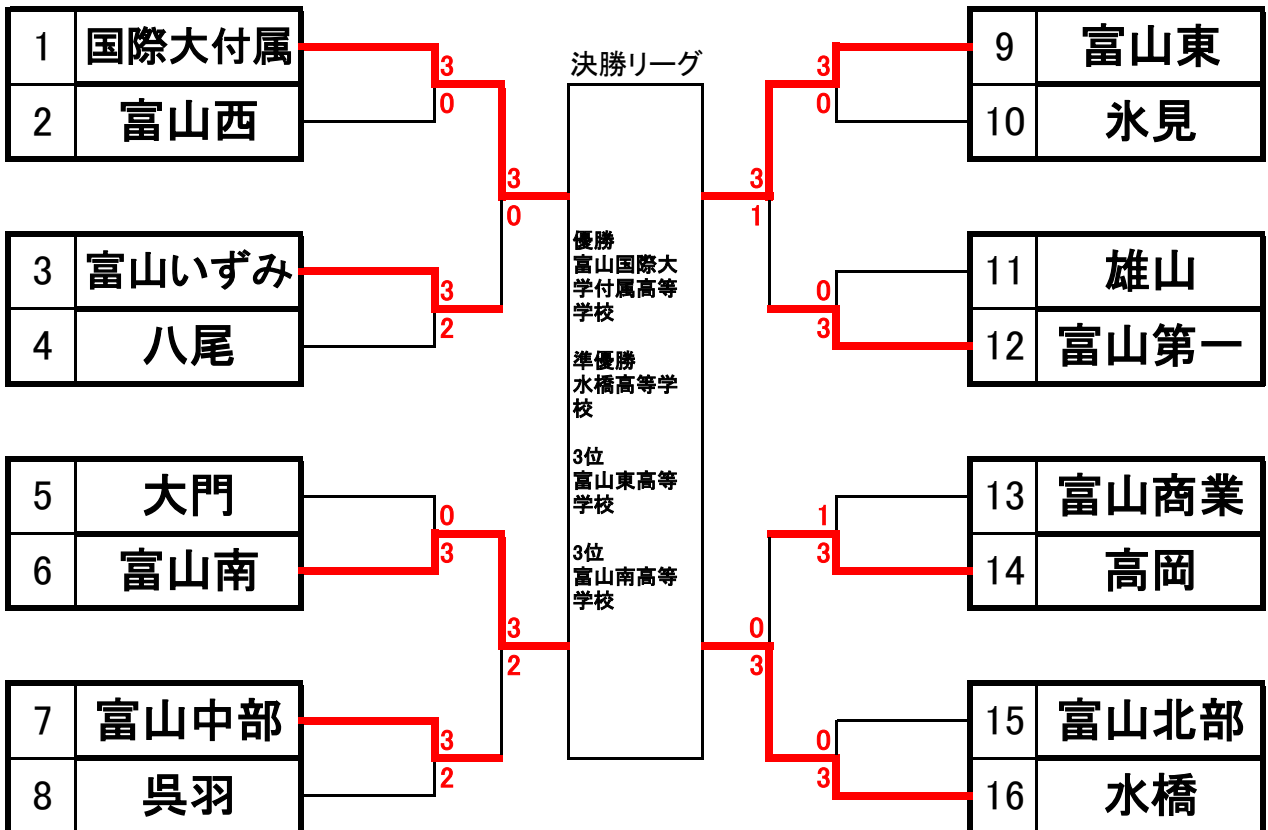 1 国際大付属
2 富山西
3
0
3
0
3 富山いずみ
4 八尾
3
2
5 大門
6 富山南
0
3
3
2
7 富山中部
8 呉羽
3
2
決勝リーグ
優勝
富山国際大
学付属高等
学校
準優勝
水橋高等学
校
3位
富山東高等
学校
3位
富山南高等
学校
9 富山東
10 氷見
3
0
3
1
11 雄山
12 富山第一
0
3
13 富山商業
14 高岡
1
3
0
3
15 富山北部
16 水橋
0
3